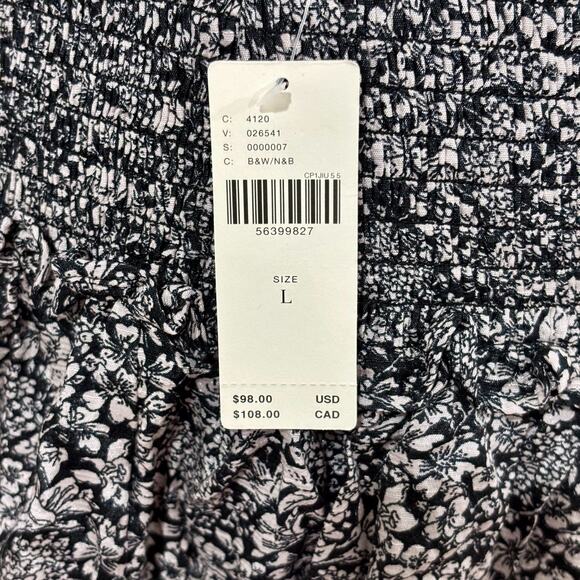 C: 4120
V: 026541
S: 0000007
C: B&W/N&B
CP1JIU 5 5
56399827
SIZE
L
$98.00 USD
$108.00 CAD